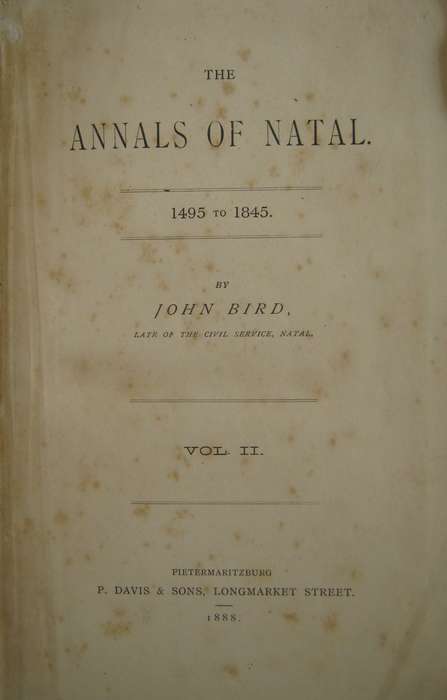 THE
ANNALS OF NATAL.
1495 TO 1845.
BY
JOHN BIRD,
LATE OF THE CIVIL SERVICE, NATAL.
VOL. II.
PIETERMARITZBURG
P. DAVIS & SONS, LONGMARKET STREET.
1888.